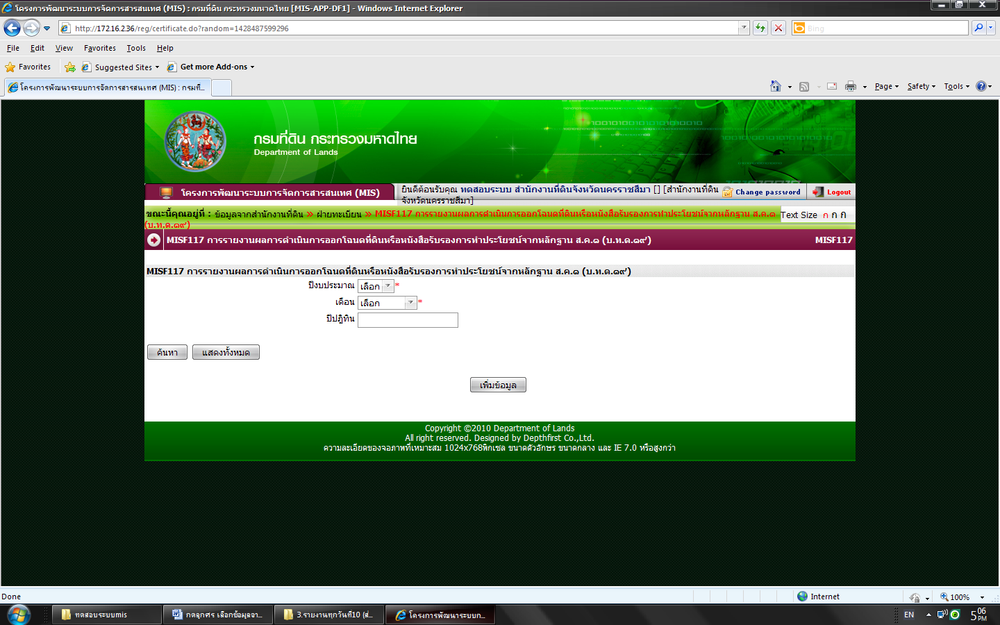 โครงการพัฒนาระบบการจัดการสารสนเทศ (MIS) : กรมที่ดิน กระทรวงมหาดไทย [MIS-APP-DF1] - Windows Internet Explorer
http://172.16.2.36/reg/certificate.do?random=1428487599296
Bing
File Edit View Favorites Tools Help
Favorites Suggested Sites Get more Add-ons
โครงการพัฒนาระบบการจัดการสารสนเทศ (MIS) : กรมที่...
Page Safety Tools
กรมที่ดิน กระทรวงมหาดไทย
Department of Lands
โครงการพัฒนาระบบการจัดการสารสนเทศ (MIS)
ยินดีต้อนรับคุณ ทดสอบระบบ สำนักงานที่ดินจังหวัดนครราชสีมา [] [สำนักงานที่ดิน
จังหวัดนครราชสีมา]
Change password Logout
ขณะนี้คุณอยู่ที่ : ข้อมูลจากสำนักงานที่ดิน » ฝ่ายทะเบียน » MISF117 การรายงานผลการดำเนินการออกโฉนดที่ดินหรือหนังสือรับรองการทำประโยชน์จากหลักฐาน ส.ค.๑
(บ.ท.ด.๑๙)
Text Size ก ก ก
MISF117 การรายงานผลการดำเนินการออกโฉนดที่ดินหรือหนังสือรับรองการทำประโยชน์จากหลักฐาน ส.ค.๑ (บ.ท.ด.๑๙) MISF117
MISF117 การรายงานผลการดำเนินการออกโฉนดที่ดินหรือหนังสือรับรองการทำประโยชน์จากหลักฐาน ส.ค.๑ (บ.ท.ด.๑๙)
ปีงบประมาณ เลือก *
เดือน เลือก *
ปีปฏิทิน
ค้นหา แสดงทั้งหมด
เพิ่มข้อมูล
Copyright ©2010 Department of Lands
All right reserved. Designed by Depthfirst Co.,Ltd.
ความละเอียดของจอภาพที่เหมาะสม 1024x768พิกเซล ขนาดตัวอักษร ขนาดกลาง และ IE 7.0 หรือสูงกว่า
Done Internet 100%
ทดสอบระบบmis กดลูกศร เลือกข้อมูลจา... 3.รายงานทุกวันที่10 (ส่... โครงการพัฒนาระบบก... EN 5 06 PM